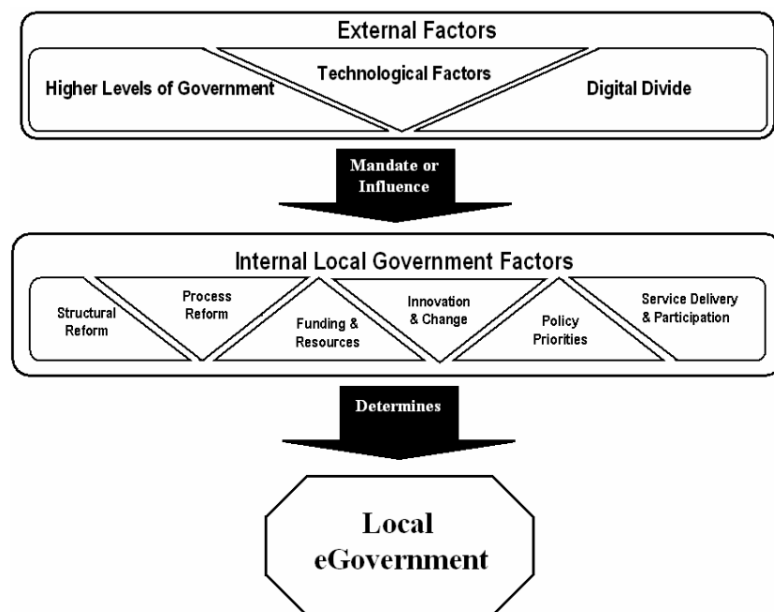 External Factors
Higher Levels of Government
Technological Factors
Digital Divide
Mandate or
Influence
Internal Local Government Factors
Structural
Reform
Process
Reform
Funding &
Resources
Innovation
& Change
Policy
Priorities
Service Delivery
& Participation
Determines
Local
eGovernment